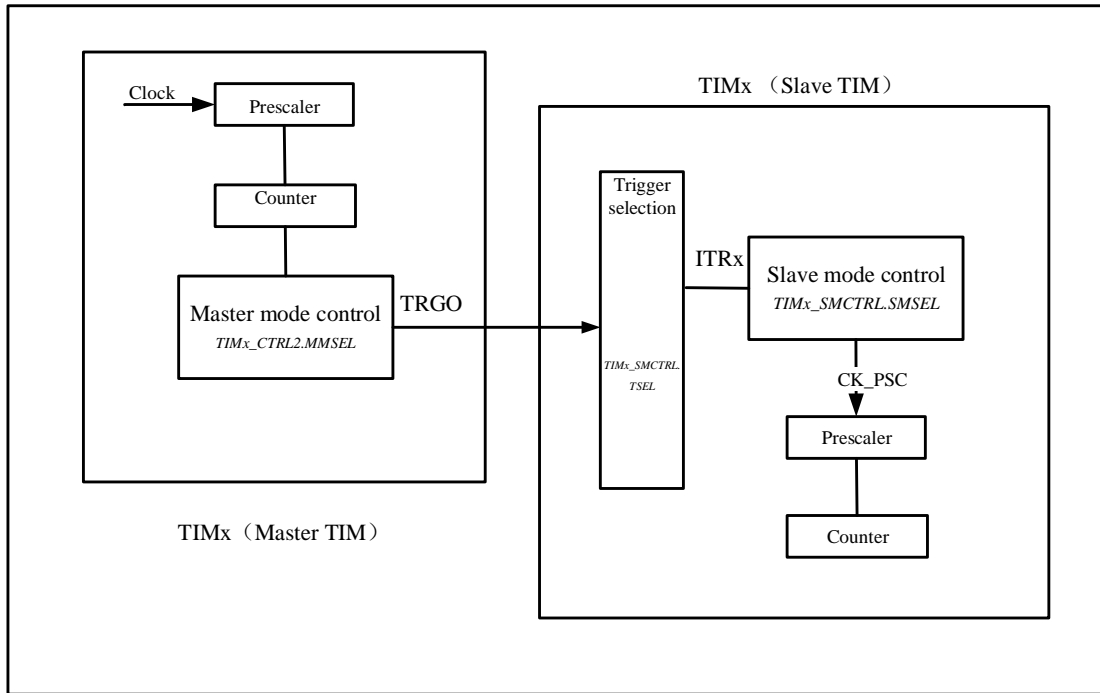 Clock
Prescaler
Counter
Master mode control
TIMx_CTRL2.MMSEL
TRGO
TIMx（Master TIM）
TIMx （Slave TIM）
Trigger
selection
TIMx_SMCTRL.
TSEL
ITRx
Slave mode control
TIMx_SMCTRL.SMSEL
CK_PSC
Prescaler
Counter